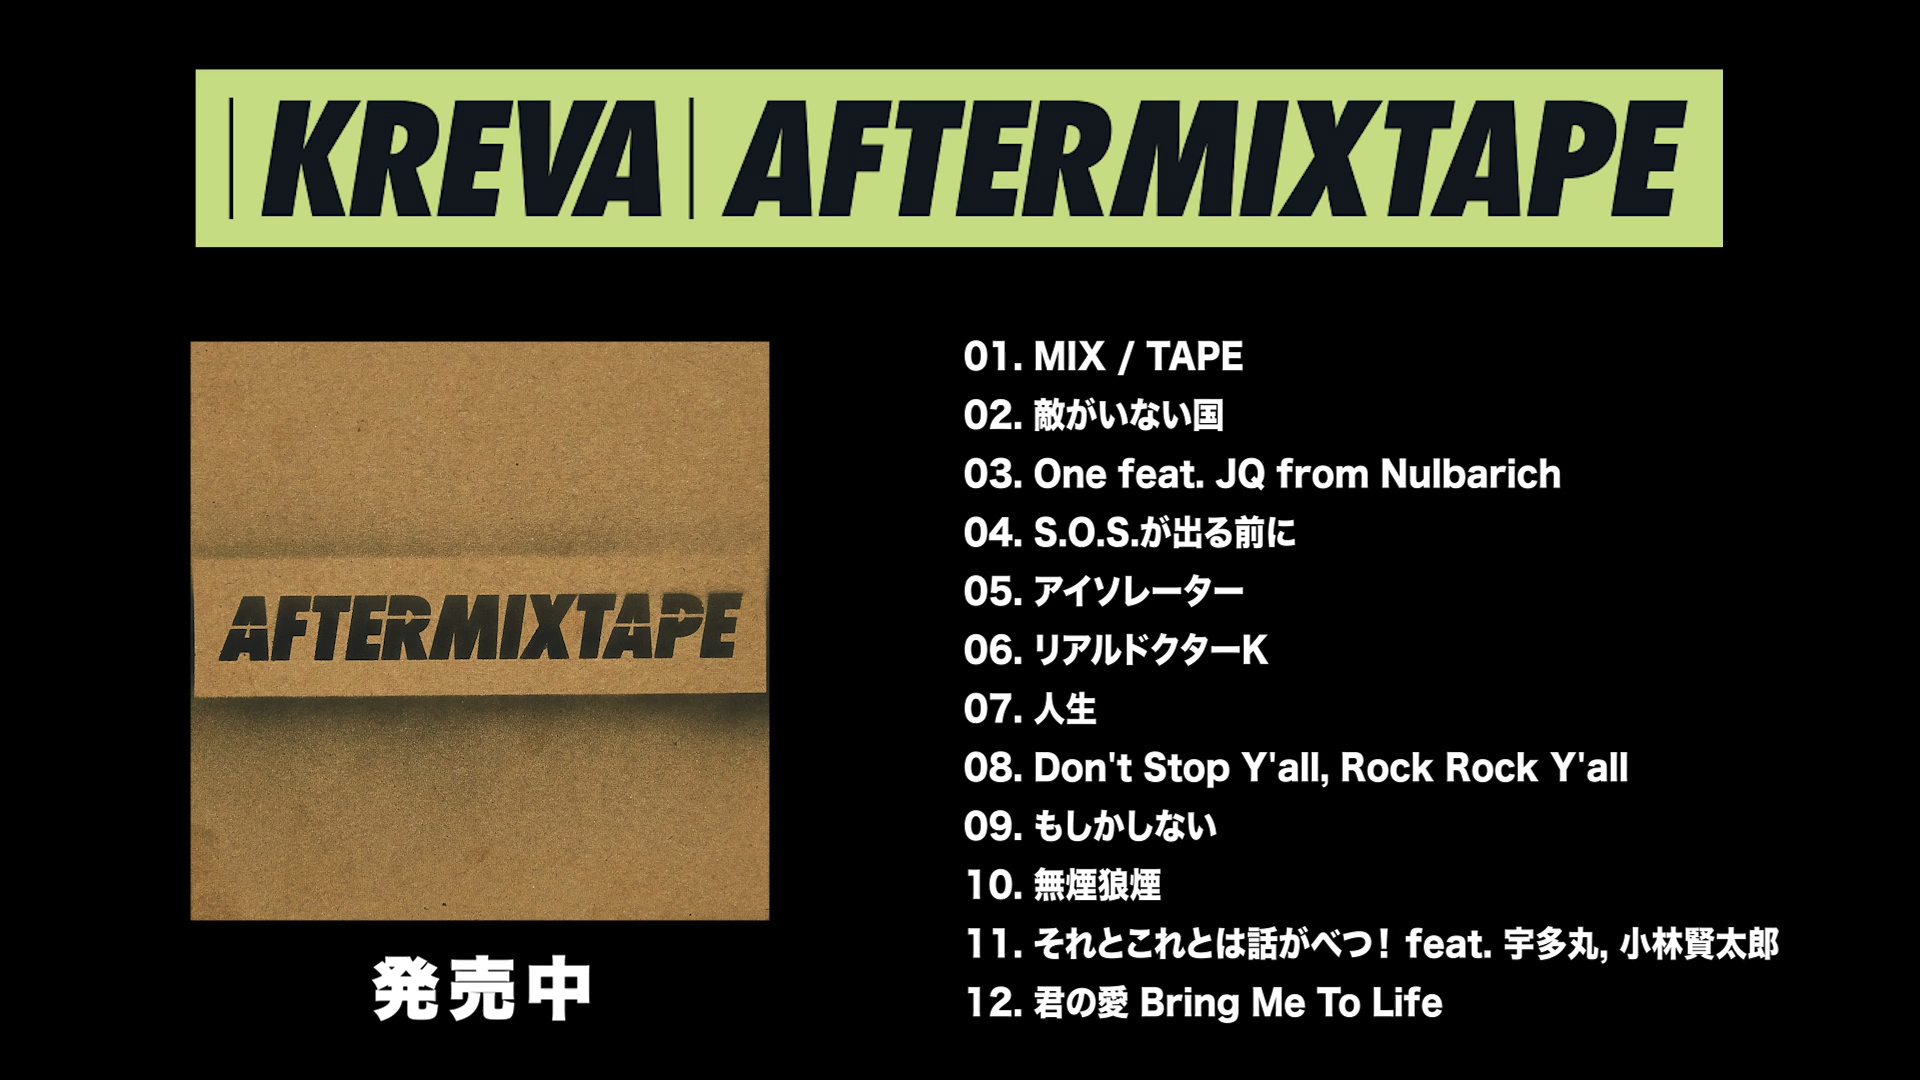 KREVA AFTERMIXTAPE
AFTERMIXTAPE
発売中
01. MIX / TAPE
02. 敵がいない国
03. One feat. JQ from Nulbarich
04. S.O.S.が出る前に
05. アイソレーター
06. リアルドクターK
07. 人生
08. Don't Stop Y'all, Rock Rock Y'all
09. もしかしない
10. 無煙狼煙
11. それとこれとは話がべつ! feat. 宇多丸, 小林賢太郎
12. 君の愛 Bring Me To Life